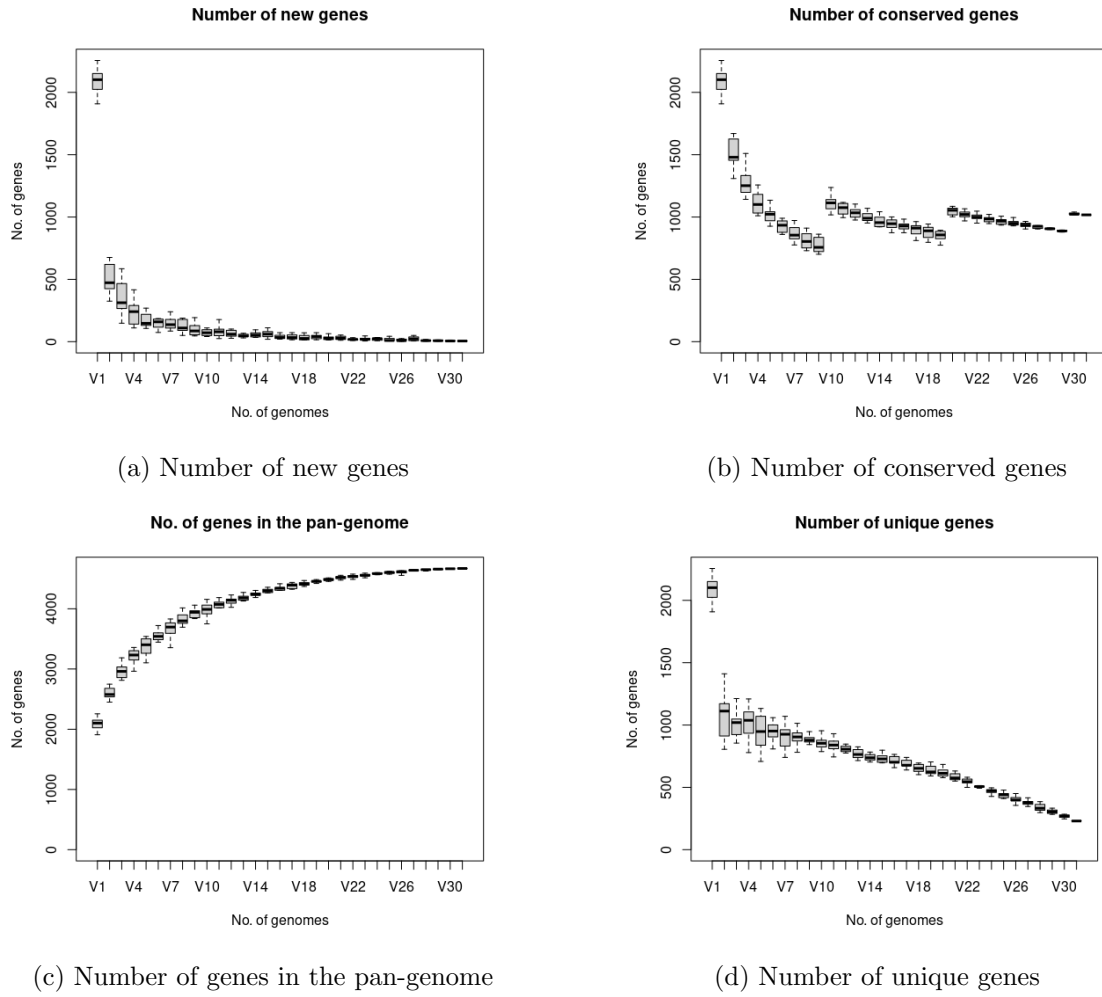 Number of new genes
No. of genes
0
500
1000
1500
2000
V1 V4 V7 V10 V14 V18 V22 V26 V30
No. of genomes
(a) Number of new genes
Number of conserved genes
No. of genes
0
500
1000
1500
2000
V1 V4 V7 V10 V14 V18 V22 V26 V30
No. of genomes
(b) Number of conserved genes
No. of genes in the pan-genome
No. of genes
0
1000
2000
3000
4000
V1 V4 V7 V10 V14 V18 V22 V26 V30
No. of genomes
(c) Number of genes in the pan-genome
Number of unique genes
No. of genes
0
500
1000
1500
2000
V1 V4 V7 V10 V14 V18 V22 V26 V30
No. of genomes
(d) Number of unique genes